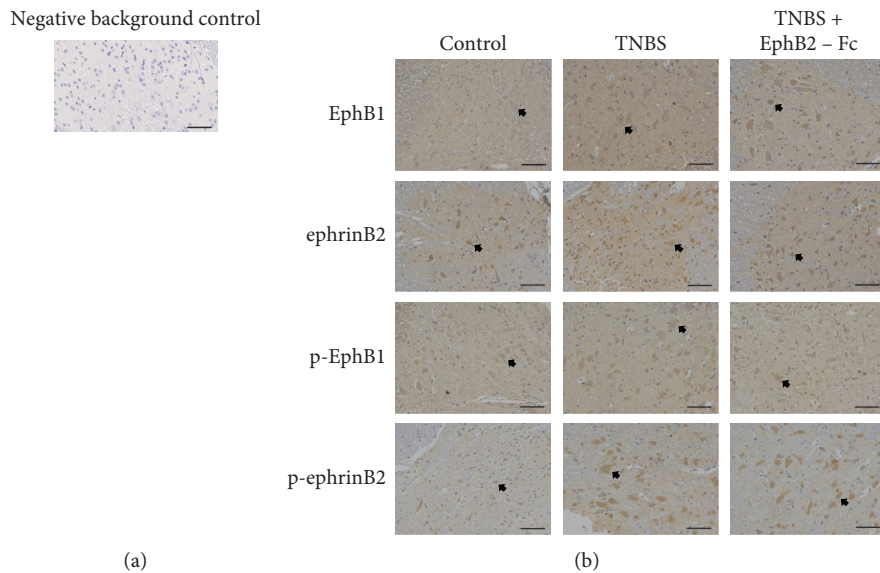 Negative background control
Control
TNBS
TNBS +
EphB2 – Fc
EphB1
ephrinB2
p-EphB1
p-ephrinB2
(a)
(b)